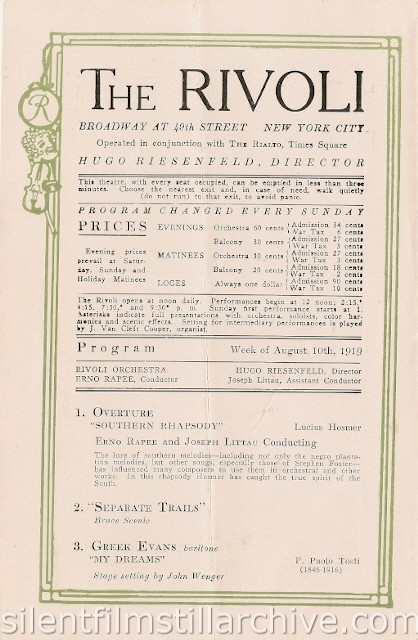 R
THE RIVOLI
BROADWAY AT 49th STREET NEW YORK CITY
Operated in conjunction with THE RIALTO, Times Square
HUGO RIESENFELD, DIRECTOR
This theatre, with every seat occupied, can be emptied in less than three
minutes. Choose the nearest exit and, in case of need, walk quietly
(do not run) to that exit, to avoid panic.
PROGRAM CHANGED EVERY SUNDAY
PRICES EVENINGS Orchestra 60 cents Admission 54 cents
War Tax 6 cents
Balcony 30 cents Admission 27 cents
War Tax 3 cents
Evening prices prevail at Saturday, Sunday and Holiday Matinees
MATINEES Orchestra 30 cents Admission 27 cents
War Tax 3 cents
Balcony 20 cents Admission 18 cents
War Tax 2 cents
LOGES Always one dollar Admission 90 cents
War Tax 10 cents
The Rivoli opens at noon daily. Performances begin at 12 noon; 2:15,*
4:15, 7:30,* and 9:30* p. m. Sunday first performance starts at 1.
Asterisks indicate full presentations with orchestra, soloists, color har-
monies and scenic effects. Setting for intermediary performances is played
by J. Van Cleft Cooper, organist.
Program Week of August 10th, 1919
RIVOLI ORCHESTRA HUGO RIESENFELD, Director
ERNO RAPEE, Conductor Joseph Littau, Assistant Conductor
1. OVERTURE
"SOUTHERN RHAPSODY" Lucius Hosmer
ERNO RAPEE AND JOSEPH LITTAU CONDUCTING
The lure of southern melodies—including not only the negro planta-
tion melodies, but other songs, especially those of Stephen Foster—
has influenced many composers to use them in orchestral and other
works. In this rhapsody Hosmer has caught the true spirit of the
South.
2. "SEPARATE TRAILS"
Bruce Scenic
3. GREEK EVANS baritone
"MY DREAMS" F. Paolo Tosti
(1846-1916)
Stage setting by John Wenger
silentfilmstillarchive.com